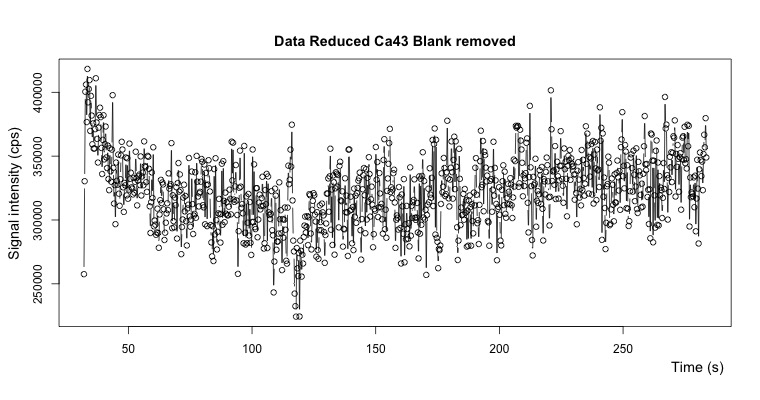 Data Reduced Ca43 Blank removed
Signal intensity (cps)
400000
350000
300000
250000
50 100 150 200 250
Time (s)